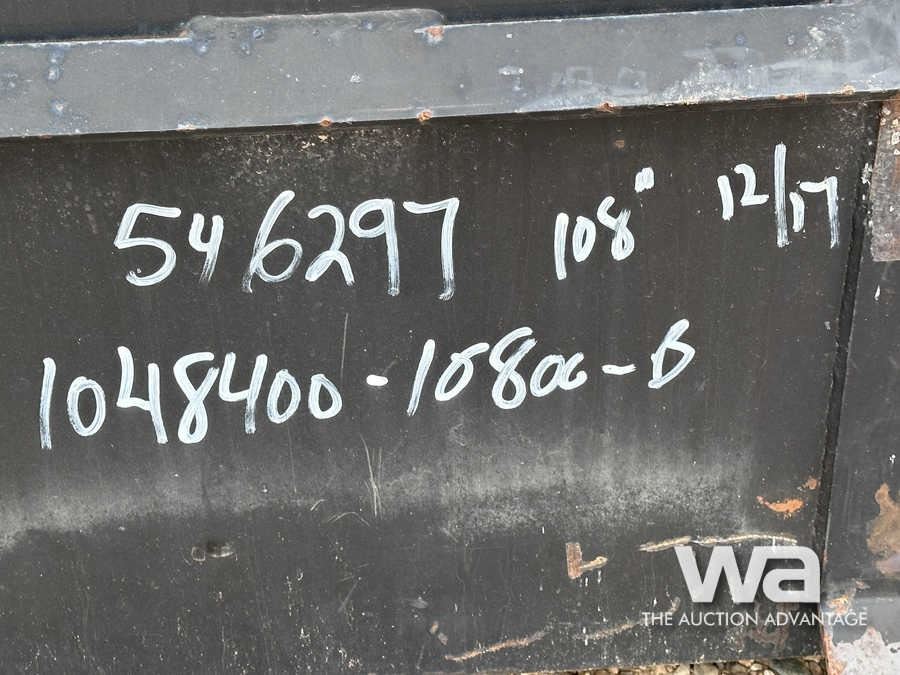 546297 108" 12/17
1048400-10800-B
wa
THE AUCTION ADVANTAGE